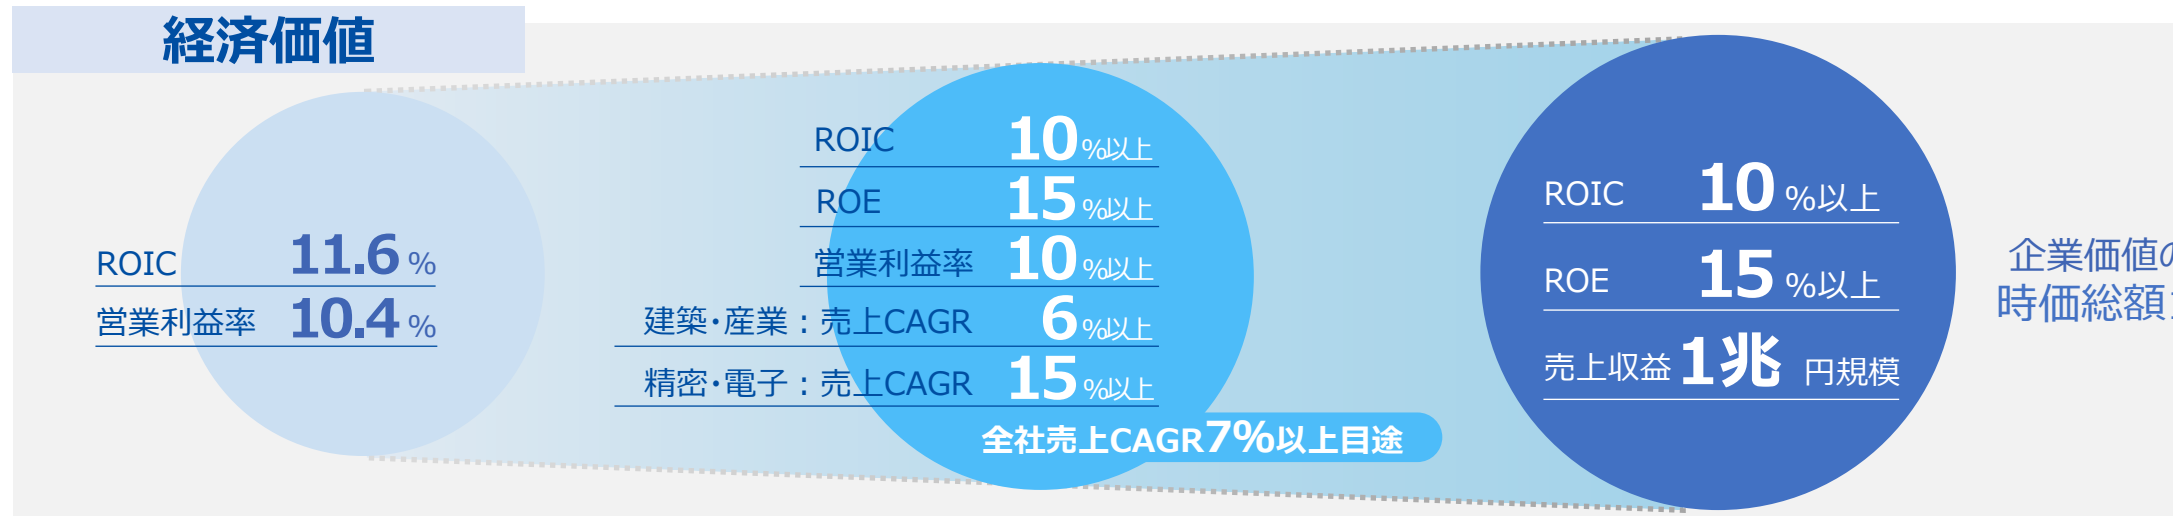 経済価値
ROIC 11.6 %
営業利益率 10.4 %
ROIC 10 %以上
ROE 15 %以上
営業利益率 10 %以上
建築・産業：売上CAGR 6 %以上
精密・電子：売上CAGR 15 %以上
全社売上CAGR7%以上目途
ROIC 10 %以上
ROE 15 %以上
売上収益 1兆 円規模
企業価値の
時価総額